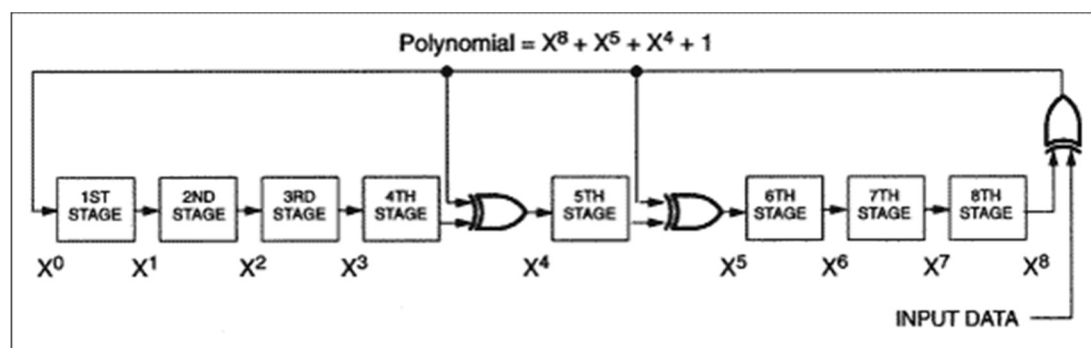 Polynomial = X⁸ + X⁵ + X⁴ + 1
1ST STAGE
2ND STAGE
3RD STAGE
4TH STAGE
5TH STAGE
6TH STAGE
7TH STAGE
8TH STAGE
X⁰ X¹ X² X³ X⁴ X⁵ X⁶ X⁷ X⁸
INPUT DATA